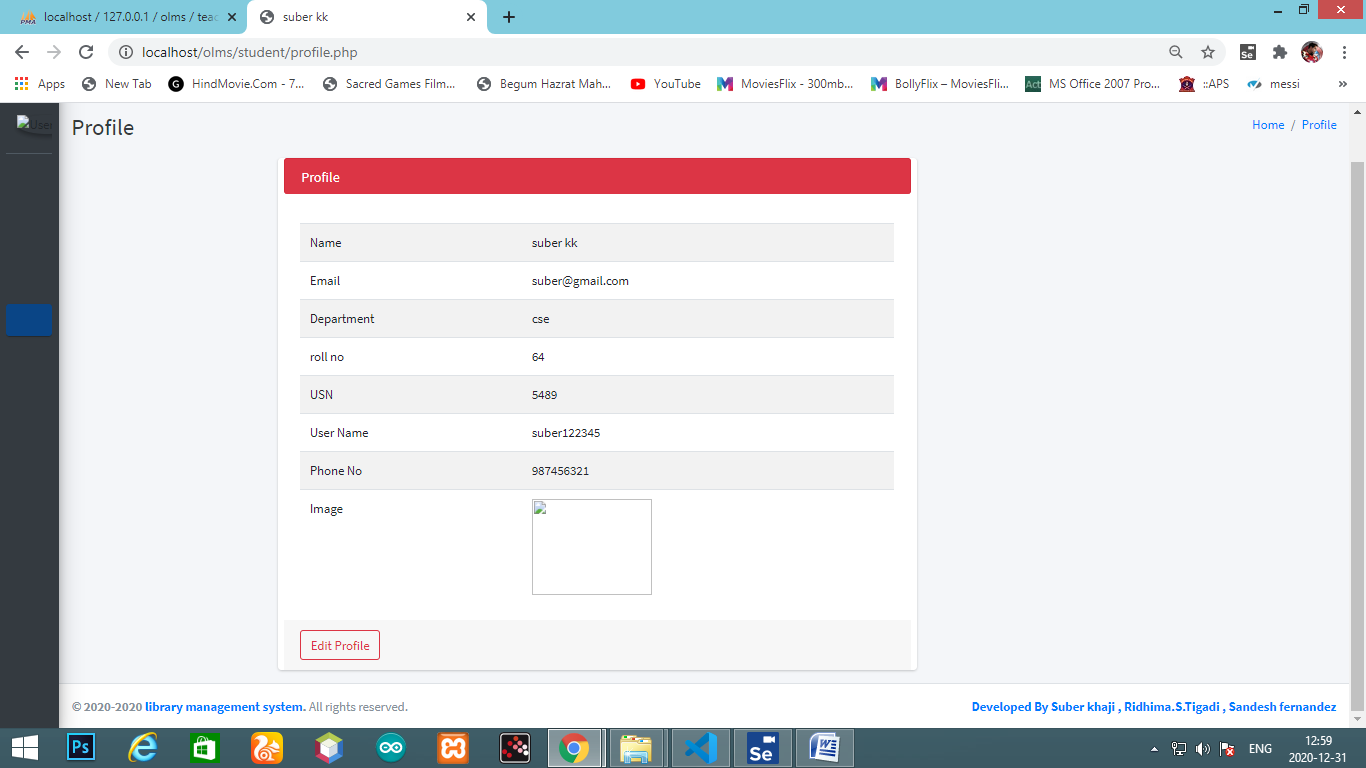 localhost / 127.0.0.1 / olms / teac
suber kk
localhost/olms/student/profile.php
Apps
New Tab
HindMovie.Com - 7...
Sacred Games Film...
Begum Hazrat Mah...
YouTube
MoviesFlix - 300mb...
BollyFlix – MoviesFli...
Act
MS Office 2007 Pro...
::APS
messi
»
User
Profile
Home / Profile
Profile
Name suber kk
Email suber@gmail.com
Department cse
roll no 64
USN 5489
User Name suber122345
Phone No 987456321
Image
Edit Profile
© 2020-2020 library management system. All rights reserved.
Developed By Suber khaji , Ridhima.S.Tigadi , Sandesh fernandez
Ps
Se
W
ENG
12:59
2020-12-31